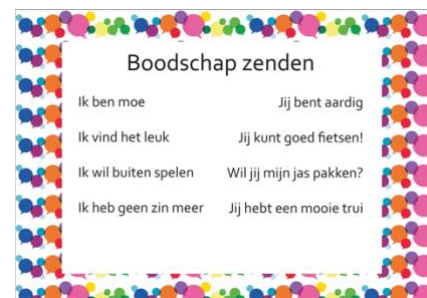 Boodschap zenden
Ik ben moe Jij bent aardig
Ik vind het leuk Jij kunt goed fietsen!
Ik wil buiten spelen Wil jij mijn jas pakken?
Ik heb geen zin meer Jij hebt een mooie trui